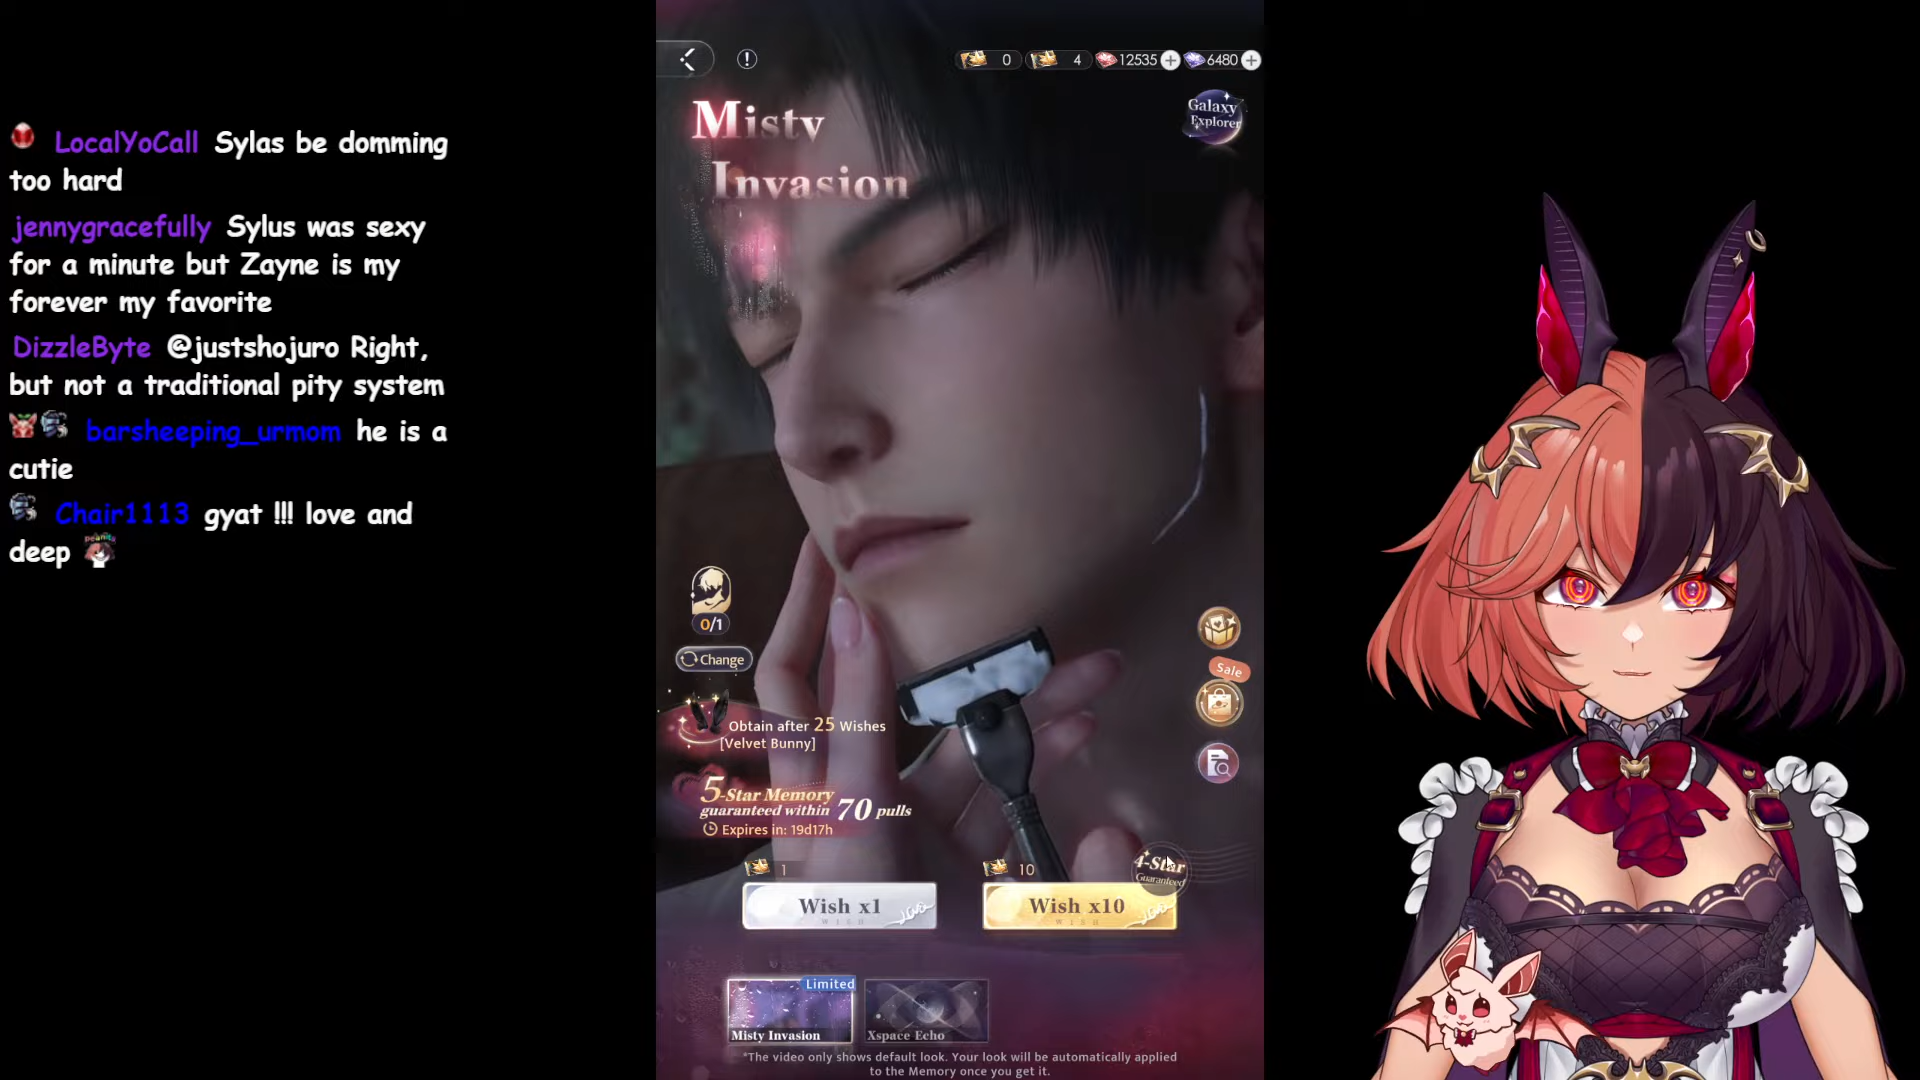 LocalYoCall Sylas be domming
too hard
jennygracefully Sylus was sexy
for a minute but Zayne is my
forever my favorite
DizzleByte @justshojuro Right,
but not a traditional pity system
barsheeping_urmom he is a
cutie
Chair1113 gyat !!! love and
deep
0 4 12535 6480
Misty
Invasion
Galaxy
Explorer
0/1
Change
Sale
Obtain after 25 Wishes
[Velvet Bunny]
5-Star Memory
guaranteed within 70 pulls
Expires in: 19d17h
1
10
4-Star
Guaranteed
Wish x1
WISH
Wish x10
WISH
Limited
Misty Invasion
Xspace Echo
*The video only shows default look. Your look will be automatically applied
to the Memory once you get it.